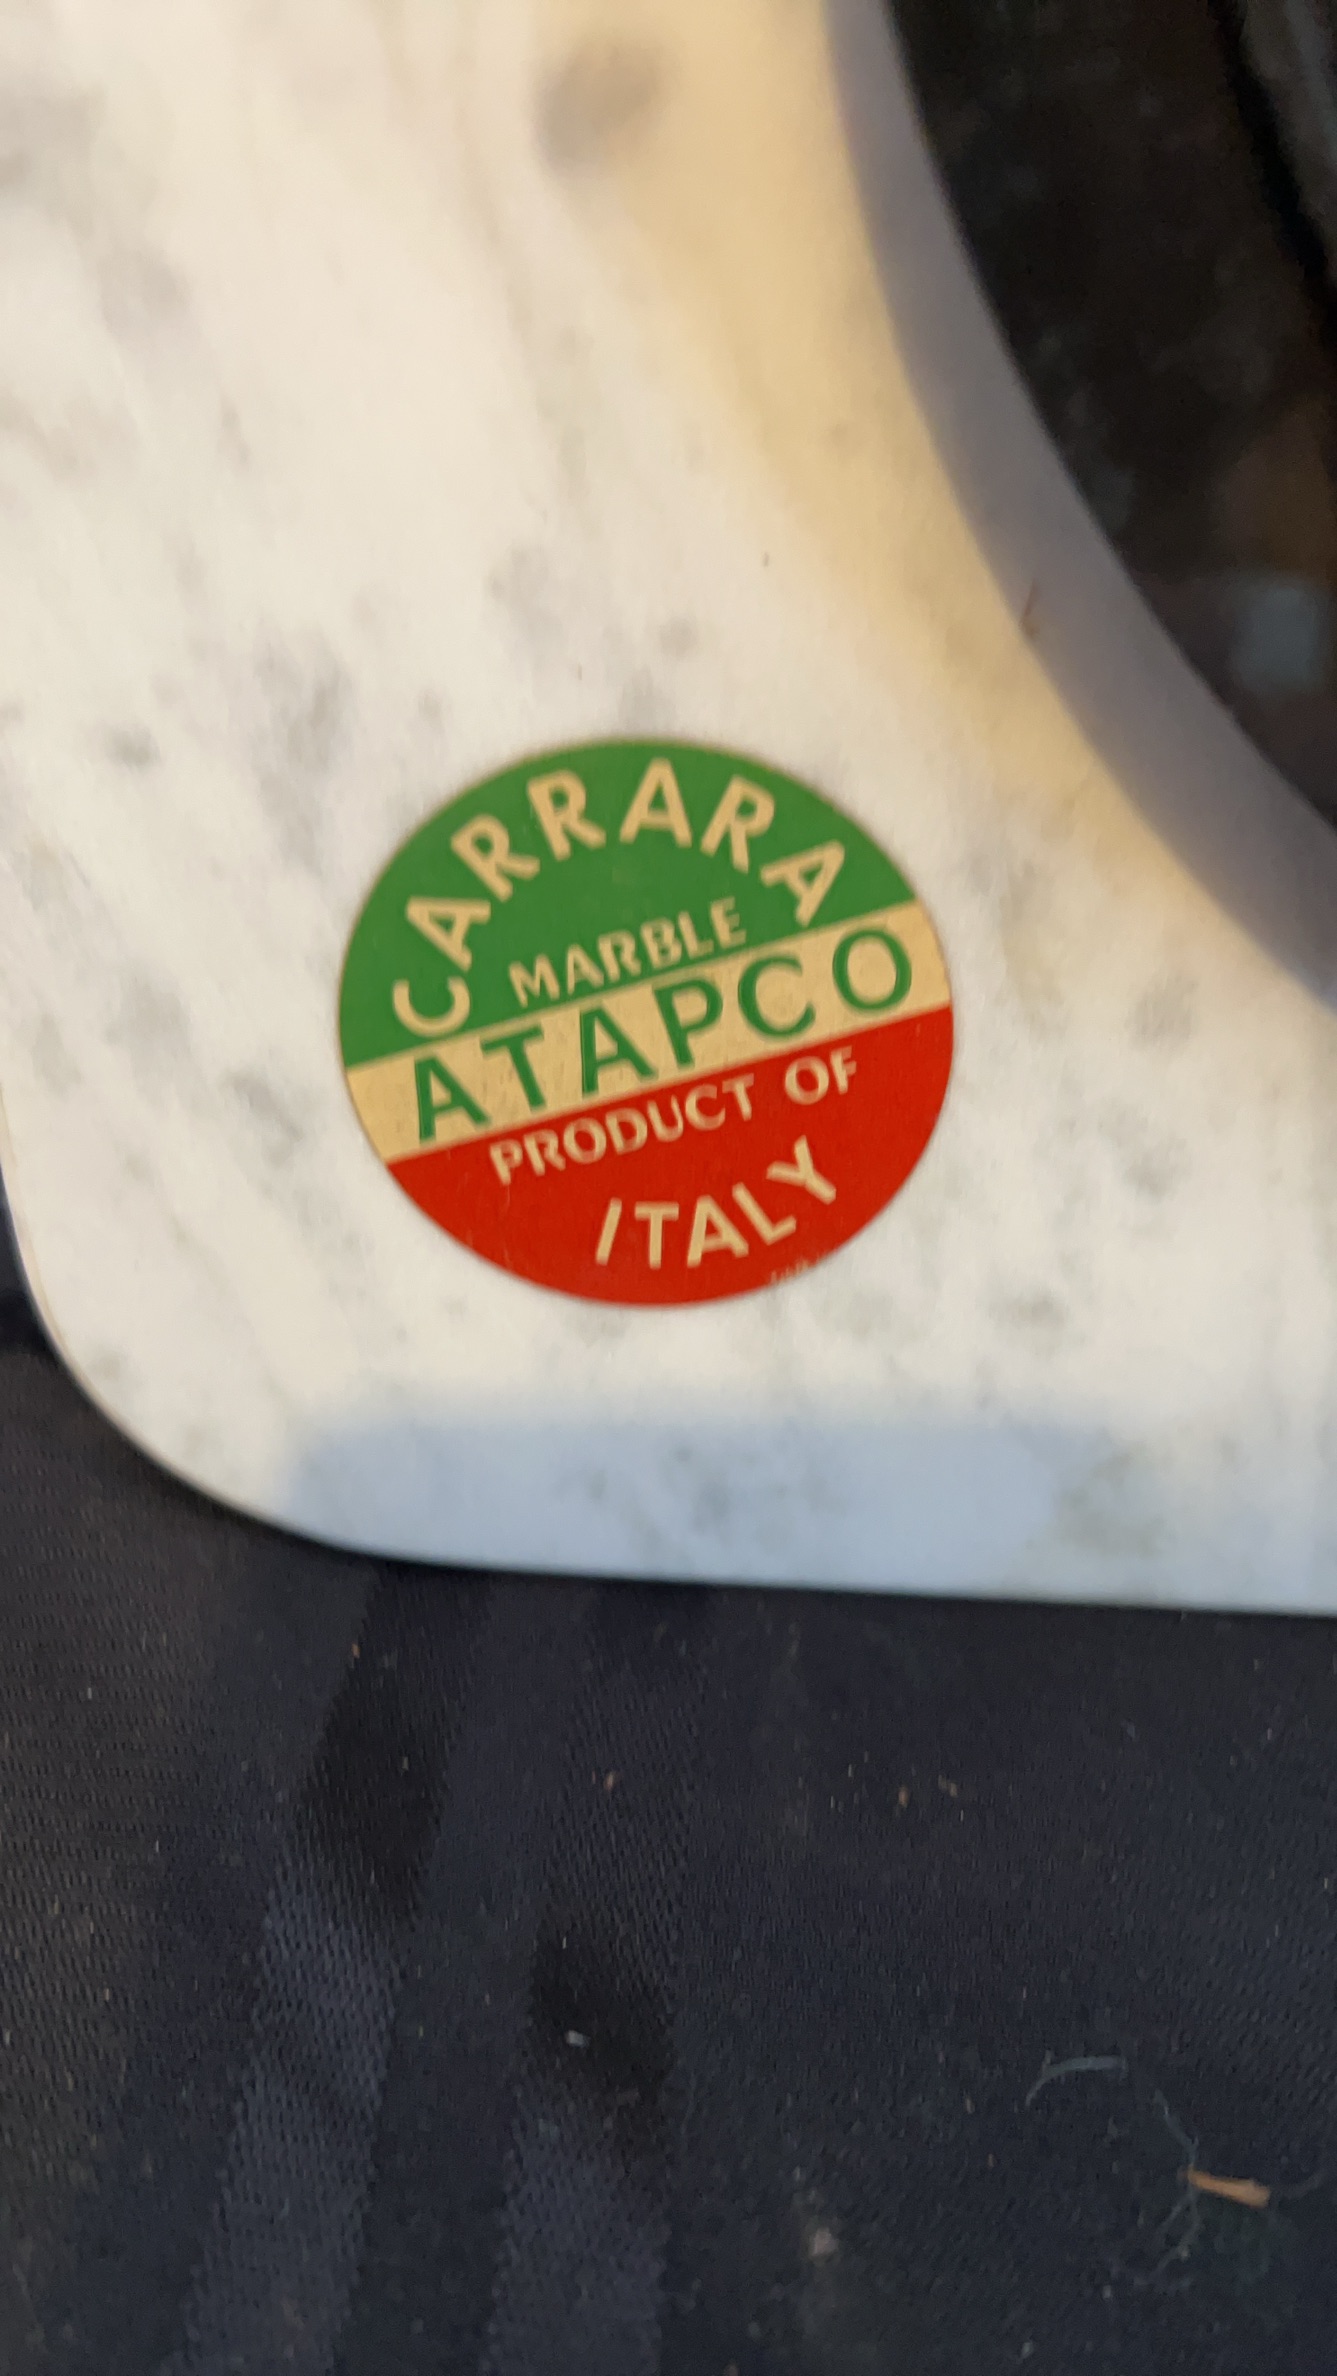 CARRARA
MARBLE
ATAPCO
PRODUCT OF
ITALY